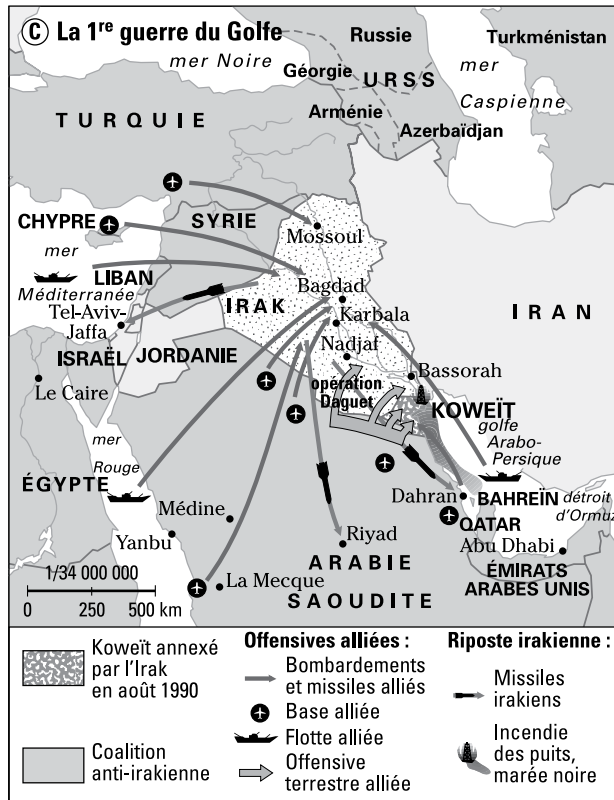 C La 1re guerre du Golfe
mer Noire
Russie
Turkménistan
Géorgie
URSS
mer
Caspienne
Arménie
Azerbaïdjan
TURQUIE
CHYPRE
SYRIE
Mossoul
mer
Méditerranée
LIBAN
Bagdad
IRAK
Karbala
IRAN
Tel-Aviv-
Jaffa
ISRAËL
JORDANIE
Nadjaf
Bassorah
Le Caire
opération
Daguet
KOWEÏT
golfe
Arabo-
Persique
mer
Rouge
ÉGYPTE
Médine
Dahran
BAHREÏN
détroit
d'Ormuz
QATAR
Yanbu
Riyad
Abu Dhabi
ARABIE
SAOUDITE
ÉMIRATS
ARABES UNIS
La Mecque
1/34 000 000
0 250 500 km
Koweït annexé
par l'Irak
en août 1990
Coalition
anti-irakienne
Offensives alliées :
Bombardements
et missiles alliés
Base alliée
Flotte alliée
Offensive
terrestre alliée
Riposte irakienne :
Missiles
irakiens
Incendie
des puits,
marée noire